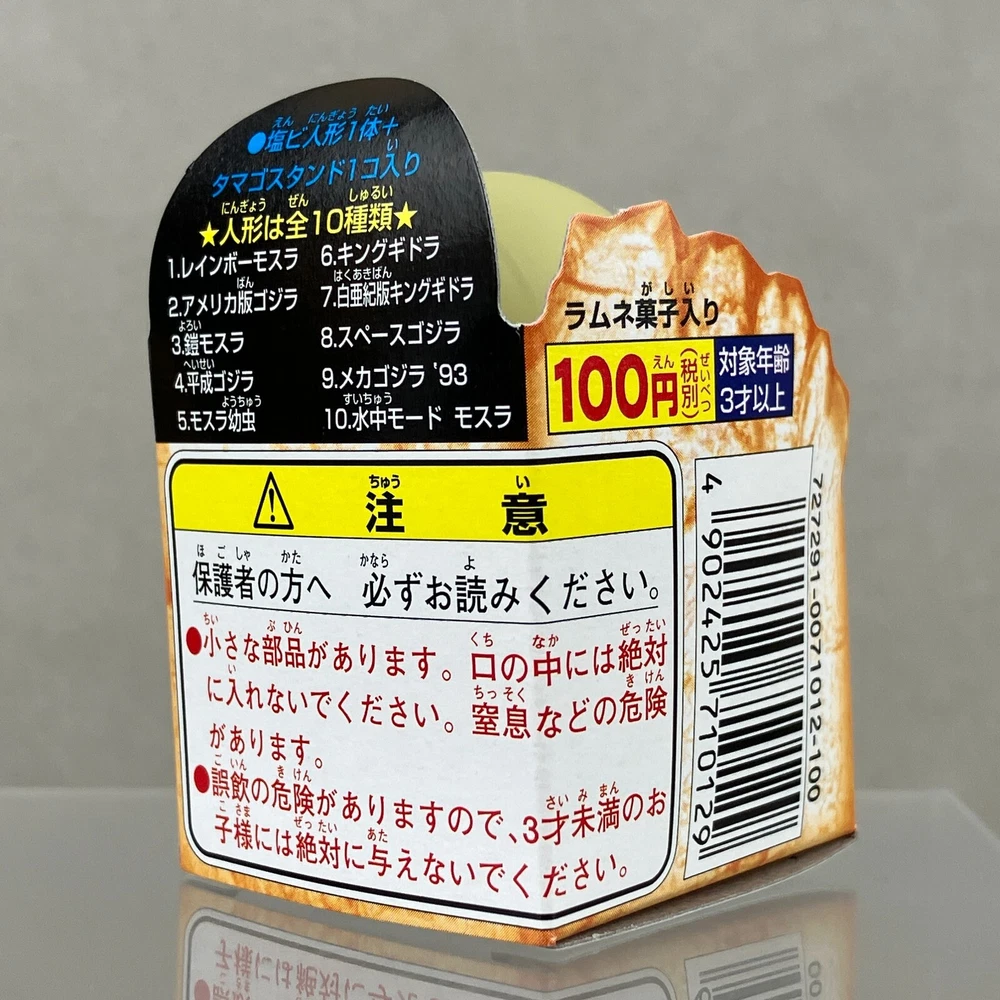 ●塩ビ人形1体+
タマゴスタンド1コ入り
★人形は全10種類★
1.レインボーモスラ
2.アメリカ版ゴジラ
3.鎧モスラ
4.平成ゴジラ
5.モスラ幼虫
6.キングギドラ
7.白亜紀版キングギドラ
8.スペースゴジラ
9.メカゴジラ '93
10.水中モード モスラ
ラムネ菓子入り
100円(税別)
対象年齢
3才以上
注意
保護者の方へ 必ずお読みください。
●小さな部品があります。口の中には絶対
に入れないでください。窒息などの危険
があります。
●誤飲の危険がありますので、3才未満のお
子様には絶対に与えないでください。
4 902425 710129
727291-0071012-100